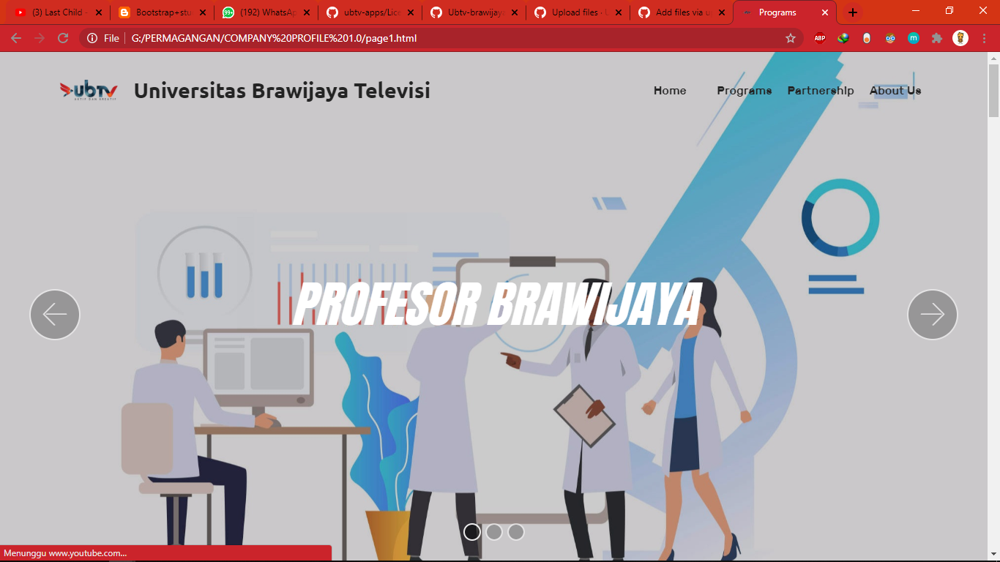 (3) Last Child -
Bootstrap+stu
(192) WhatsAp
ubtv-apps/Lice
Ubtv-brawijaya
Upload files · U
Add files via u
Programs
File
G:/PERMAGANGAN/COMPANY%20PROFILE%201.0/page1.html
ABP
ubTV
AKTIF DAN KREATIF
Universitas Brawijaya Televisi
Home Programs Partnership About Us
PROFESOR BRAWIJAYA
Menunggu www.youtube.com...